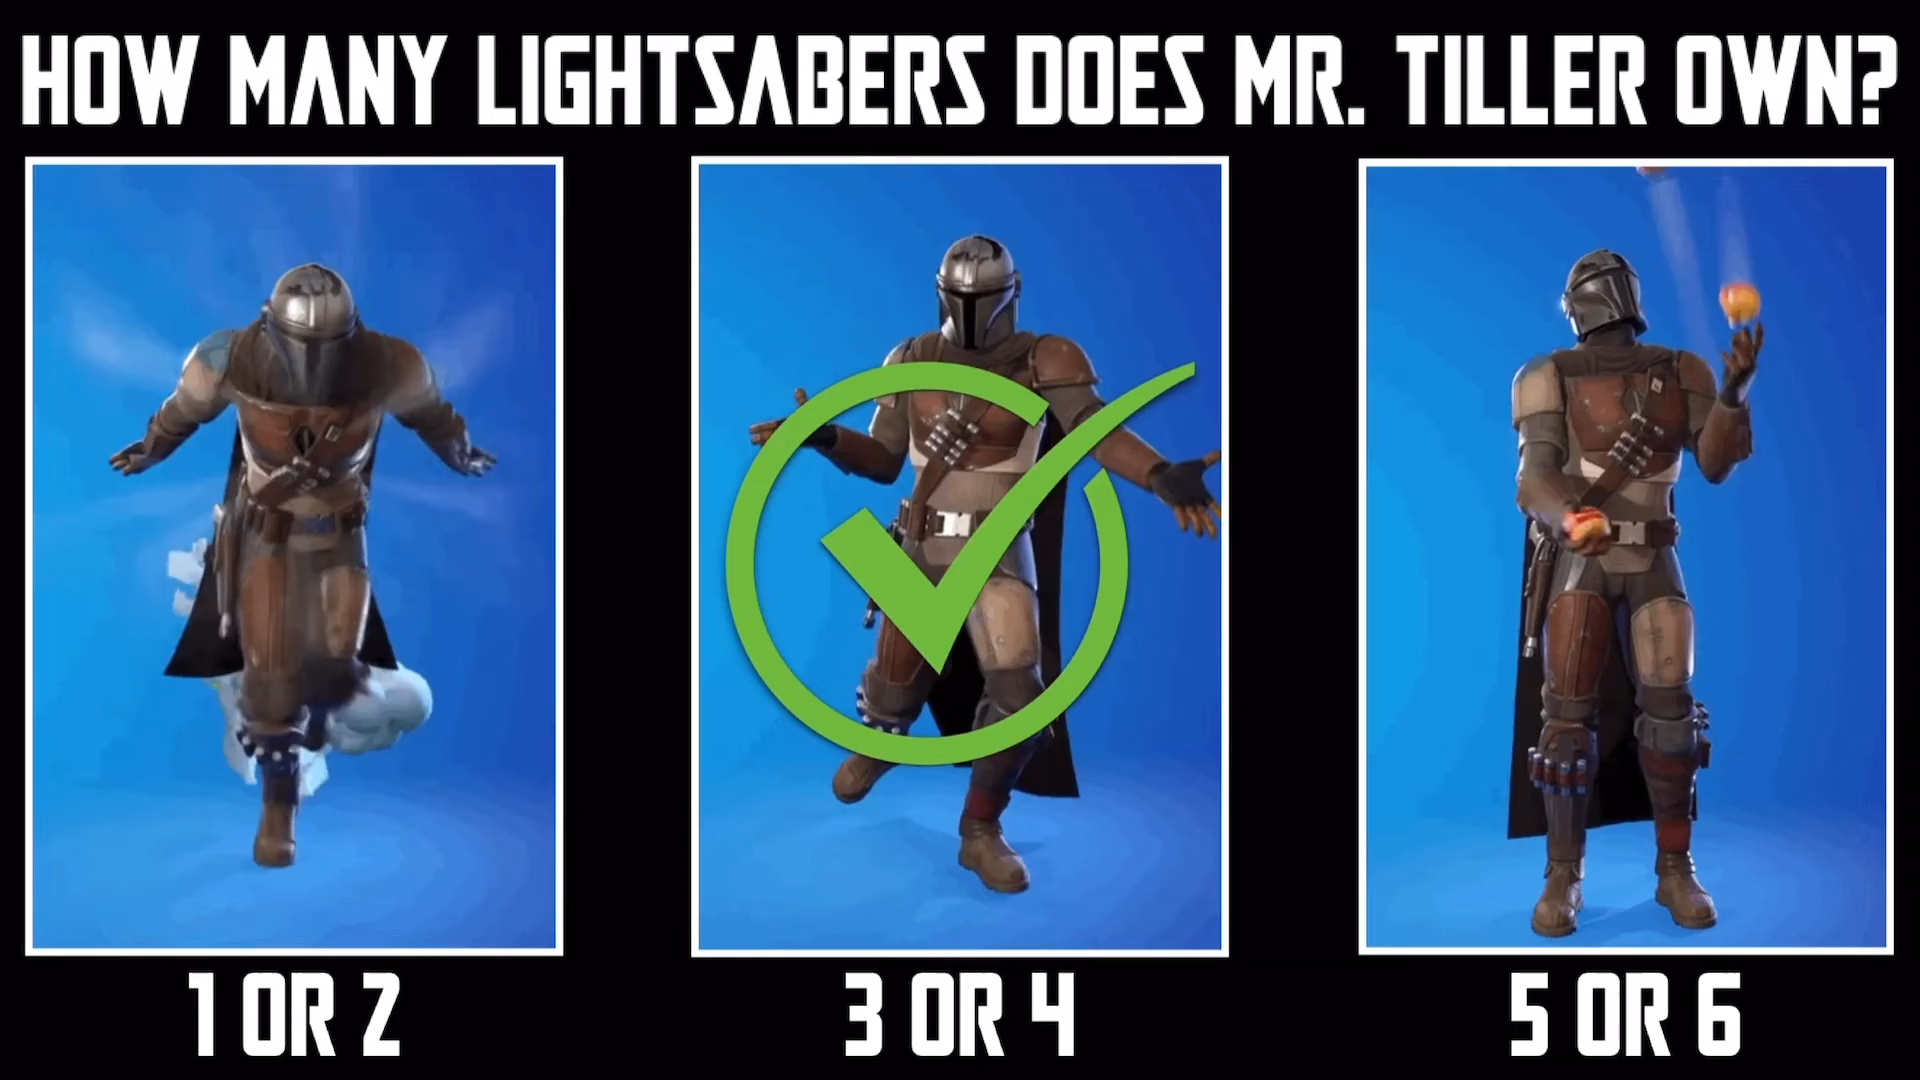 HOW MANY LIGHTSABERS DOES MR. TILLER OWN?
1 OR 2
3 OR 4
5 OR 6